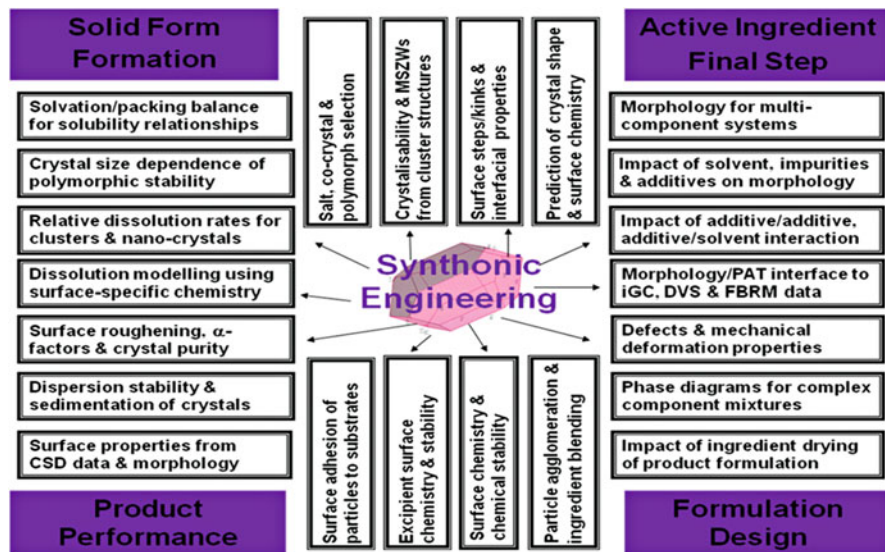 Solid Form
Formation
Salt, co-crystal &
polymorph selection
Crystalisability & MSZWs
from cluster structures
Surface steps/kinks &
interfacial properties
Prediction of crystal shape
& surface chemistry
Active Ingredient
Final Step
Solvation/packing balance
for solubility relationships
Crystal size dependence of
polymorphic stability
Relative dissolution rates for
clusters & nano-crystals
Dissolution modelling using
surface-specific chemistry
Surface roughening, α-
factors & crystal purity
Dispersion stability &
sedimentation of crystals
Surface properties from
CSD data & morphology
Synthonic
Engineering
Morphology for multi-
component systems
Impact of solvent, impurities
& additives on morphology
Impact of additive/additive,
additive/solvent interaction
Morphology/PAT interface to
iGC, DVS & FBRM data
Defects & mechanical
deformation properties
Phase diagrams for complex
component mixtures
Impact of ingredient drying
of product formulation
Product
Performance
Surface adhesion of
particles to substrates
Excipient surface
chemistry & stability
Surface chemistry &
chemical stability
Particle agglomeration &
ingredient blending
Formulation
Design